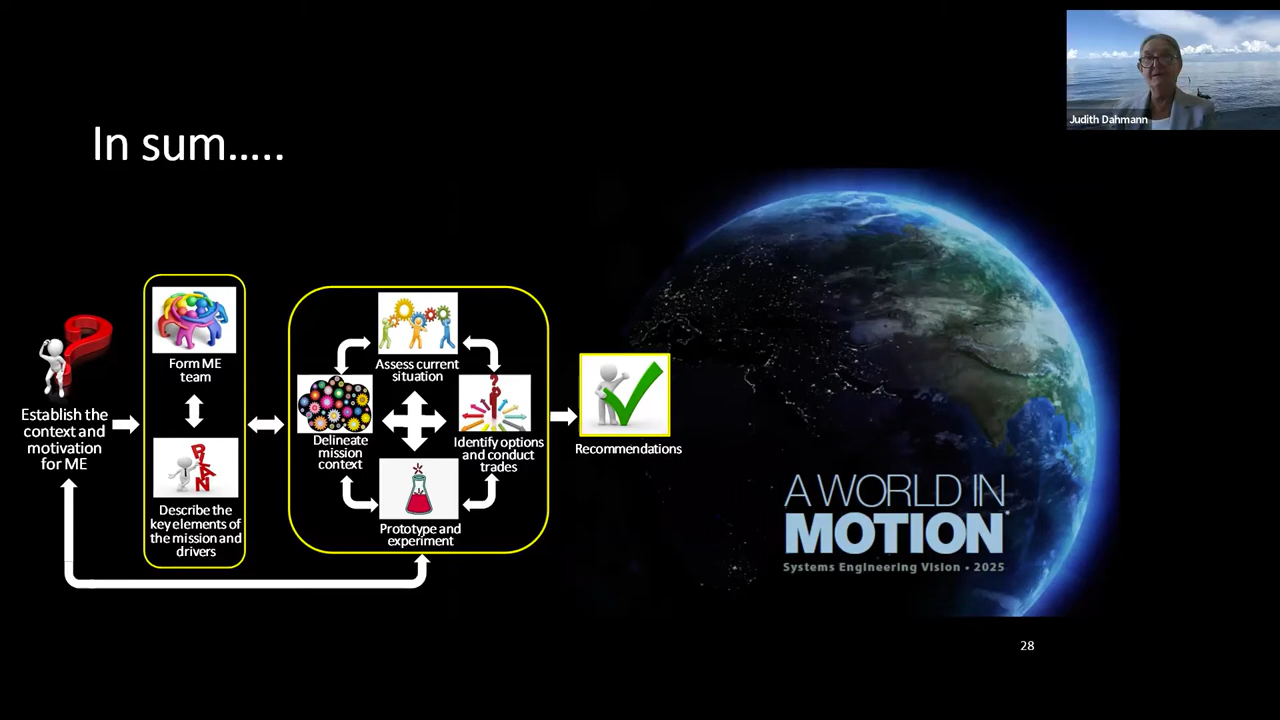 Judith Dahmann
In sum.....
Establish the
context and
motivation
for ME
Form ME
team
PLAN
Describe the
key elements of
the mission and
drivers
Assess current
situation
Delineate
mission
context
Identify options
and conduct
trades
Prototype and
experiment
Recommendations
A WORLD IN
MOTION
Systems Engineering Vision • 2025
28